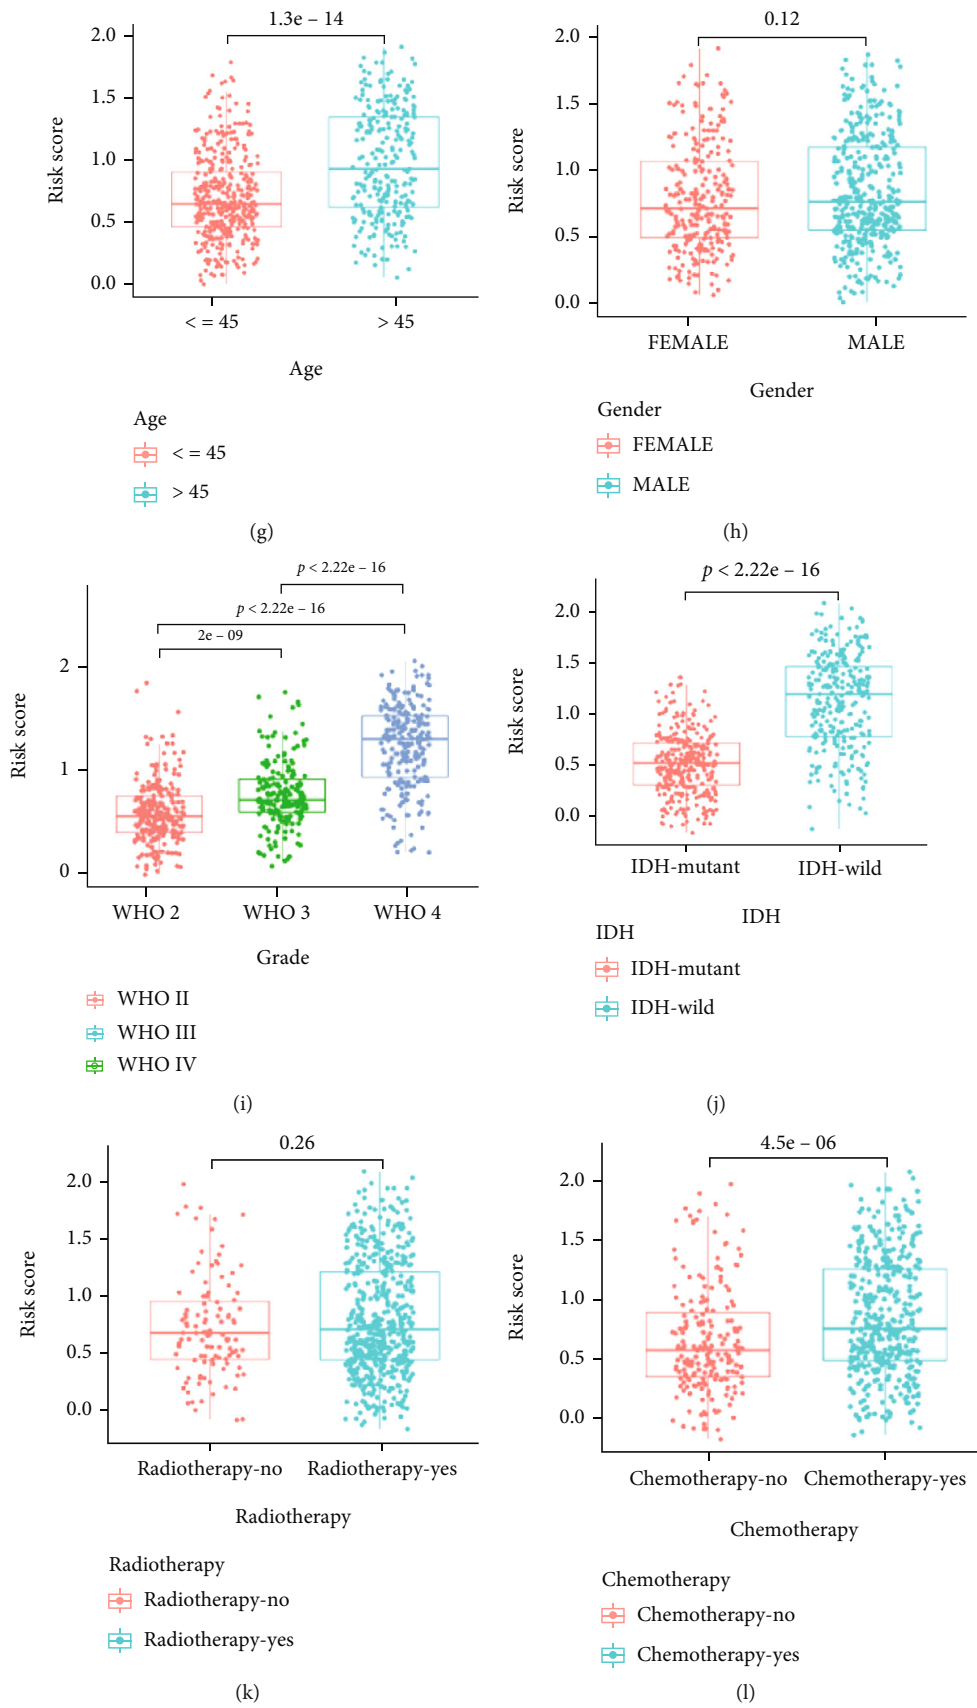 1.3e – 14
2.0
1.5
1.0
0.5
0.0
Risk score
< = 45
> 45
Age
Age
< = 45
> 45
(g)
0.12
2.0
1.5
1.0
0.5
0.0
Risk score
FEMALE
MALE
Gender
Gender
FEMALE
MALE
(h)
p < 2.22e – 16
p < 2.22e – 16
2e – 09
2
1
0
Risk score
WHO 2
WHO 3
WHO 4
Grade
WHO II
WHO III
WHO IV
(i)
p < 2.22e – 16
2.0
1.5
1.0
0.5
0.0
Risk score
IDH-mutant
IDH-wild
IDH
IDH
IDH-mutant
IDH-wild
(j)
0.26
2.0
1.5
1.0
0.5
0.0
Risk score
Radiotherapy-no
Radiotherapy-yes
Radiotherapy
Radiotherapy
Radiotherapy-no
Radiotherapy-yes
(k)
4.5e – 06
2.0
1.5
1.0
0.5
0.0
Risk score
Chemotherapy-no
Chemotherapy-yes
Chemotherapy
Chemotherapy
Chemotherapy-no
Chemotherapy-yes
(l)